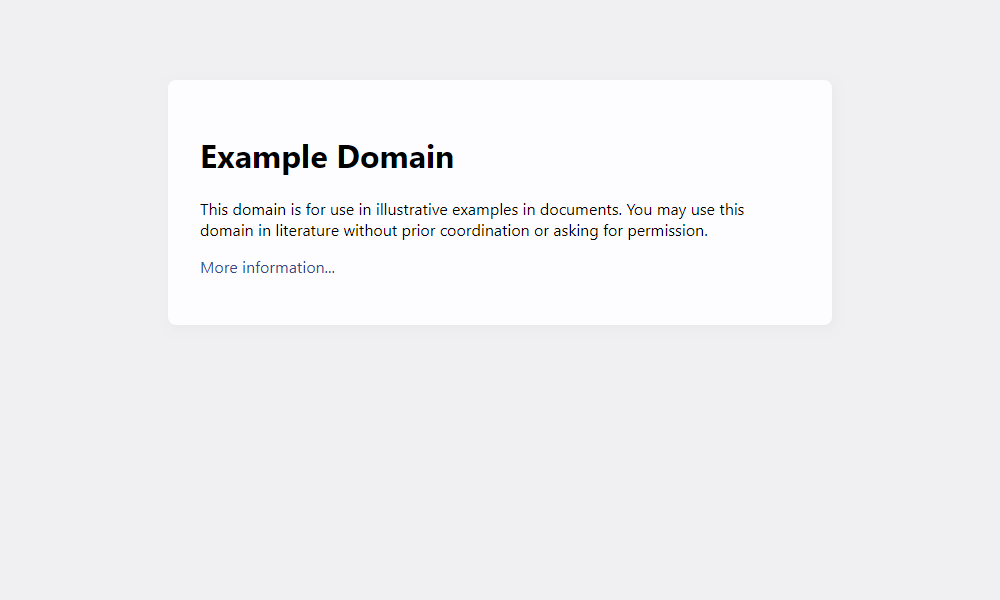 Example Domain
This domain is for use in illustrative examples in documents. You may use this
domain in literature without prior coordination or asking for permission.
More information...